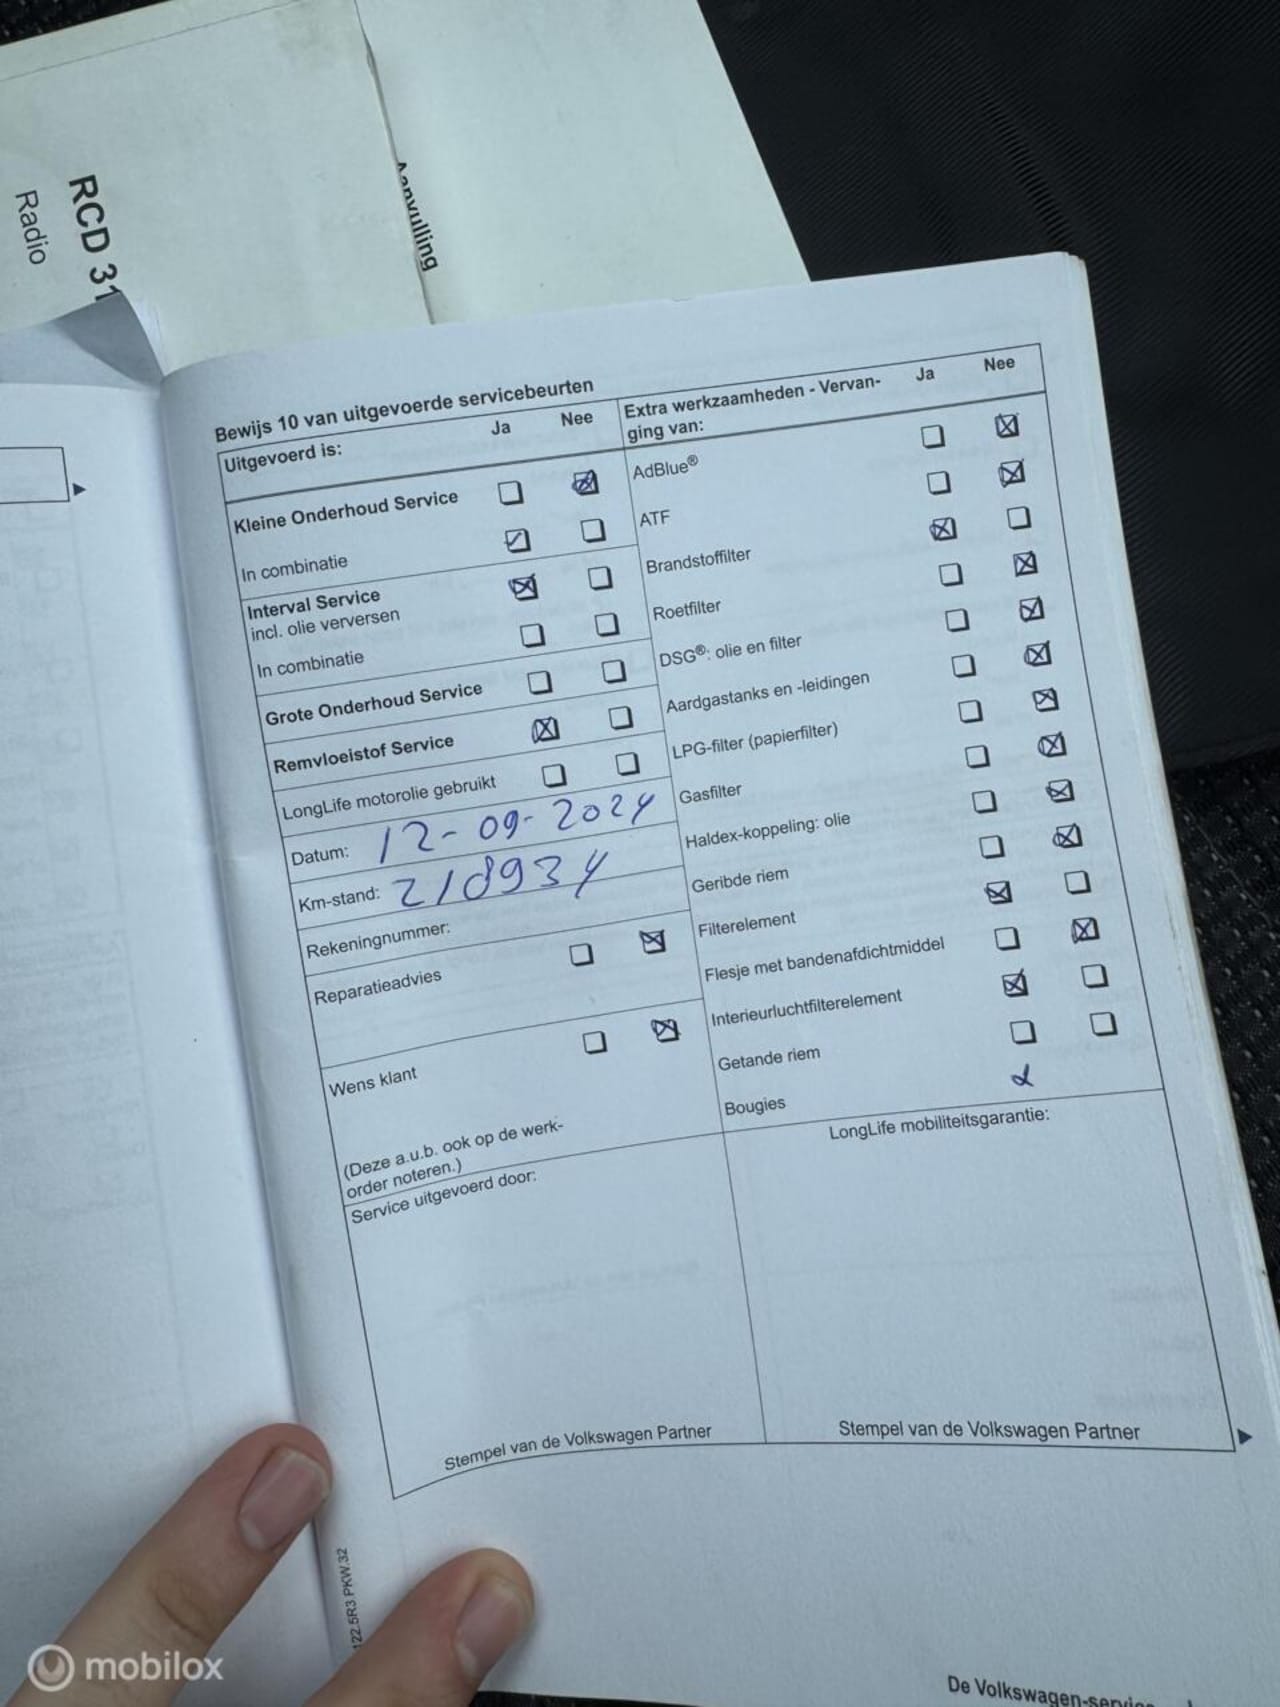 RCD 31
Radio
Aanvulling
Bewijs 10 van uitgevoerde servicebeurten
Uitgevoerd is:
Ja
Nee
Kleine Onderhoud Service
In combinatie
Interval Service
incl. olie verversen
In combinatie
Grote Onderhoud Service
Remvloeistof Service
LongLife motorolie gebruikt
Datum: 12-09-2024
Km-stand: 218934
Rekeningnummer:
Reparatieadvies
Wens klant
(Deze a.u.b. ook op de werk-
order noteren.)
Service uitgevoerd door:
Stempel van de Volkswagen Partner
Extra werkzaamheden - Vervan-
ging van:
Ja
Nee
AdBlue®
ATF
Brandstoffilter
Roetfilter
DSG®: olie en filter
Aardgastanks en -leidingen
LPG-filter (papierfilter)
Gasfilter
Haldex-koppeling: olie
Geribde riem
Filterelement
Flesje met bandenafdichtmiddel
Interieurluchtfilterelement
Getande riem
Bougies
LongLife mobiliteitsgarantie:
Stempel van de Volkswagen Partner
122.5R3.PKW.32
De Volkswagen-service
mobilox